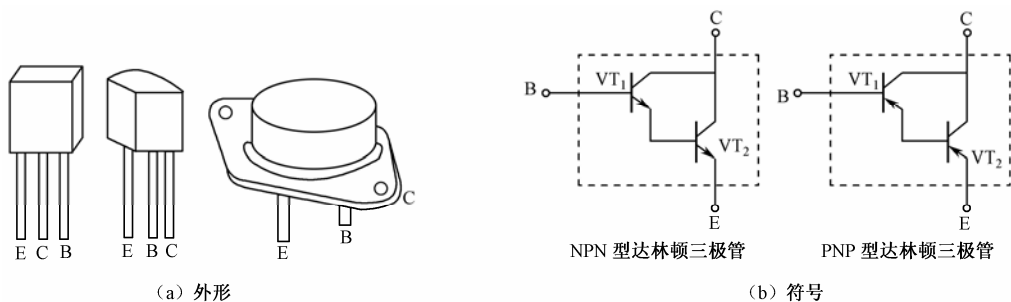 E C B
E B C
E
B
C
(a) 外形
C
B
VT1
VT2
E
NPN 型达林顿三极管
C
B
VT1
VT2
E
PNP 型达林顿三极管
(b) 符号